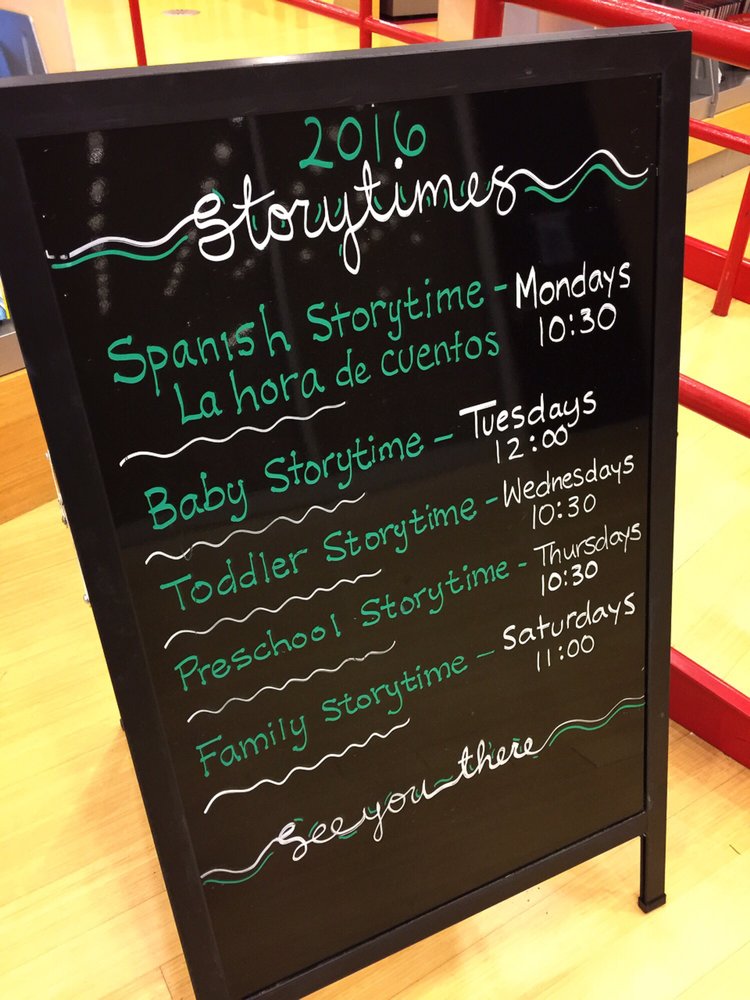 2016
Storytimes
Spanish Storytime - Mondays
La hora de cuentos 10:30
Baby Storytime - Tuesdays
12:00
Toddler Storytime - Wednesdays
10:30
Preschool Storytime - Thursdays
10:30
Family Storytime - Saturdays
11:00
See you there